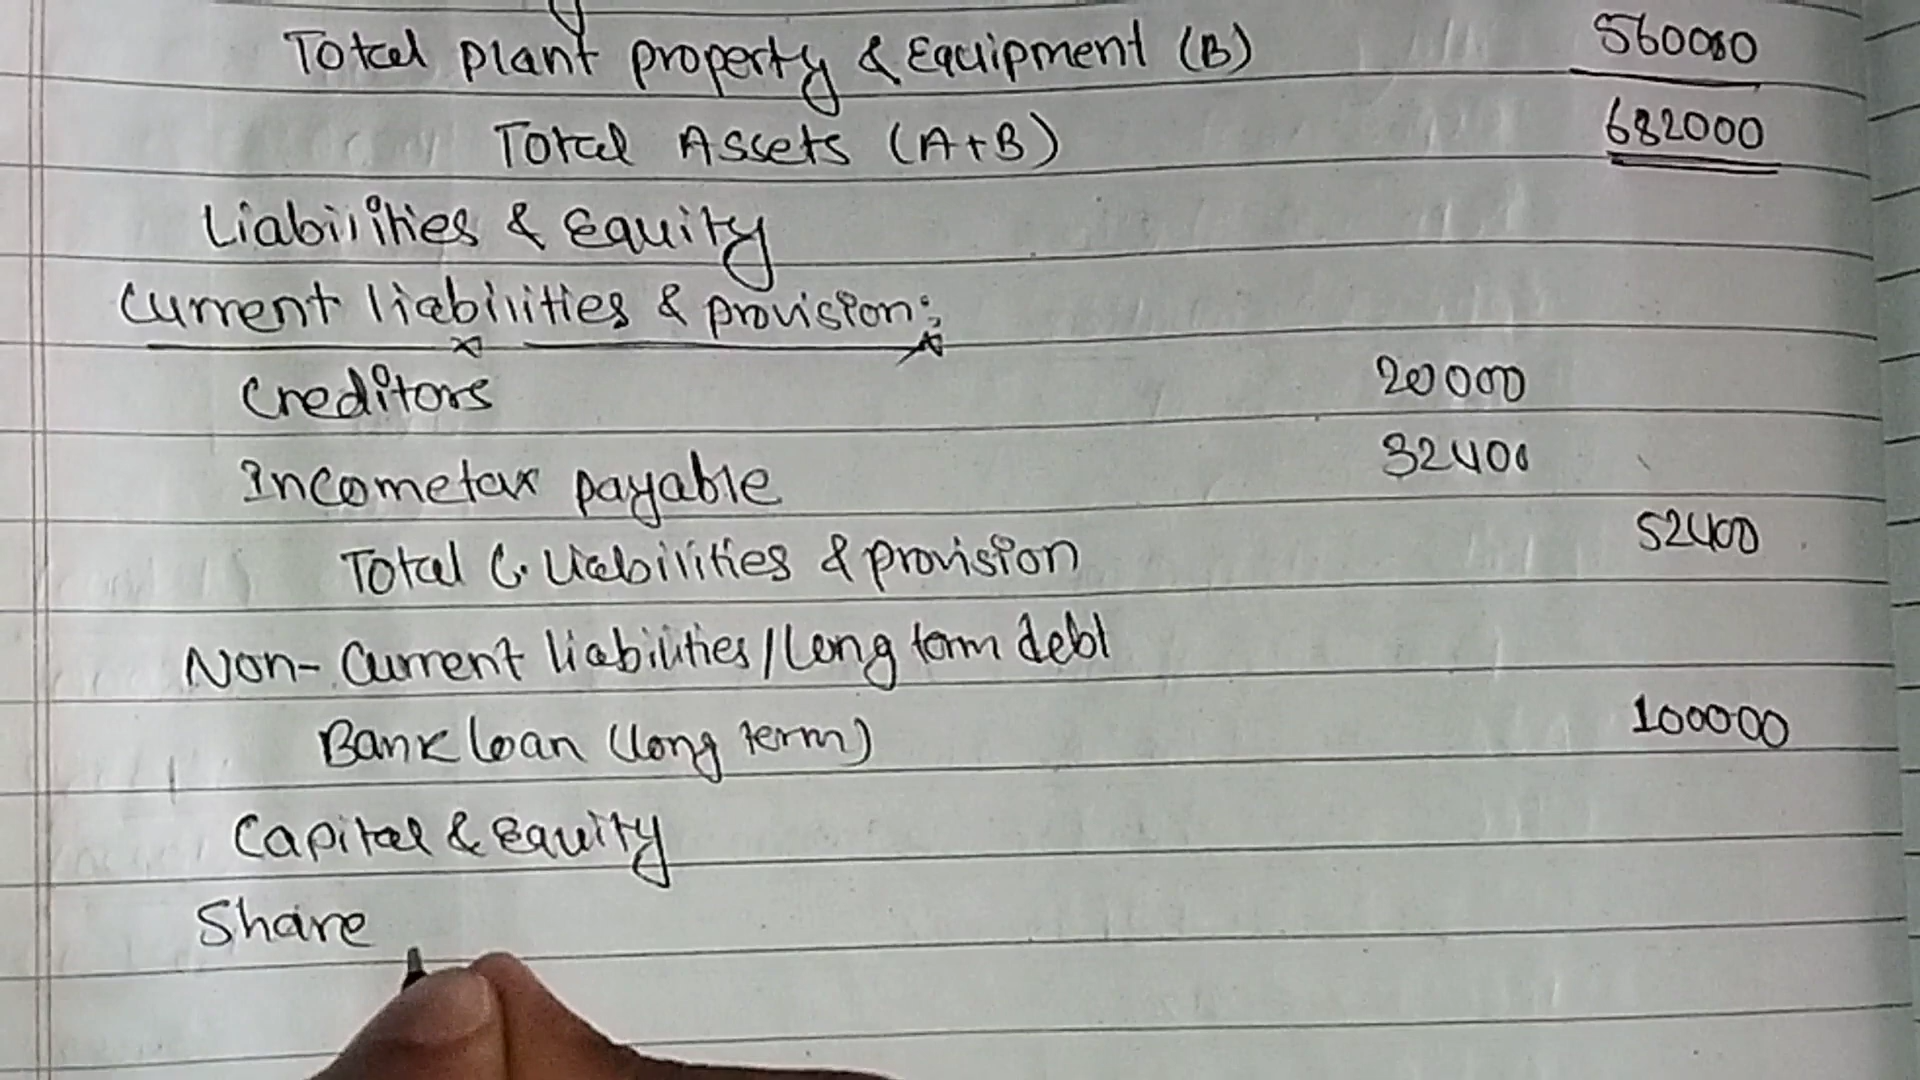 Total plant property & Equipment (B) 560000
Total Assets (A+B) 682000
Liabilities & Equity
Current liabilities & provision:
Creditors 20000
Incometax payable 32400
Total C. liabilities & provision 52400
Non-Current liabilities/Long term debt
Bank loan (long term) 100000
Capital & Equity
Share